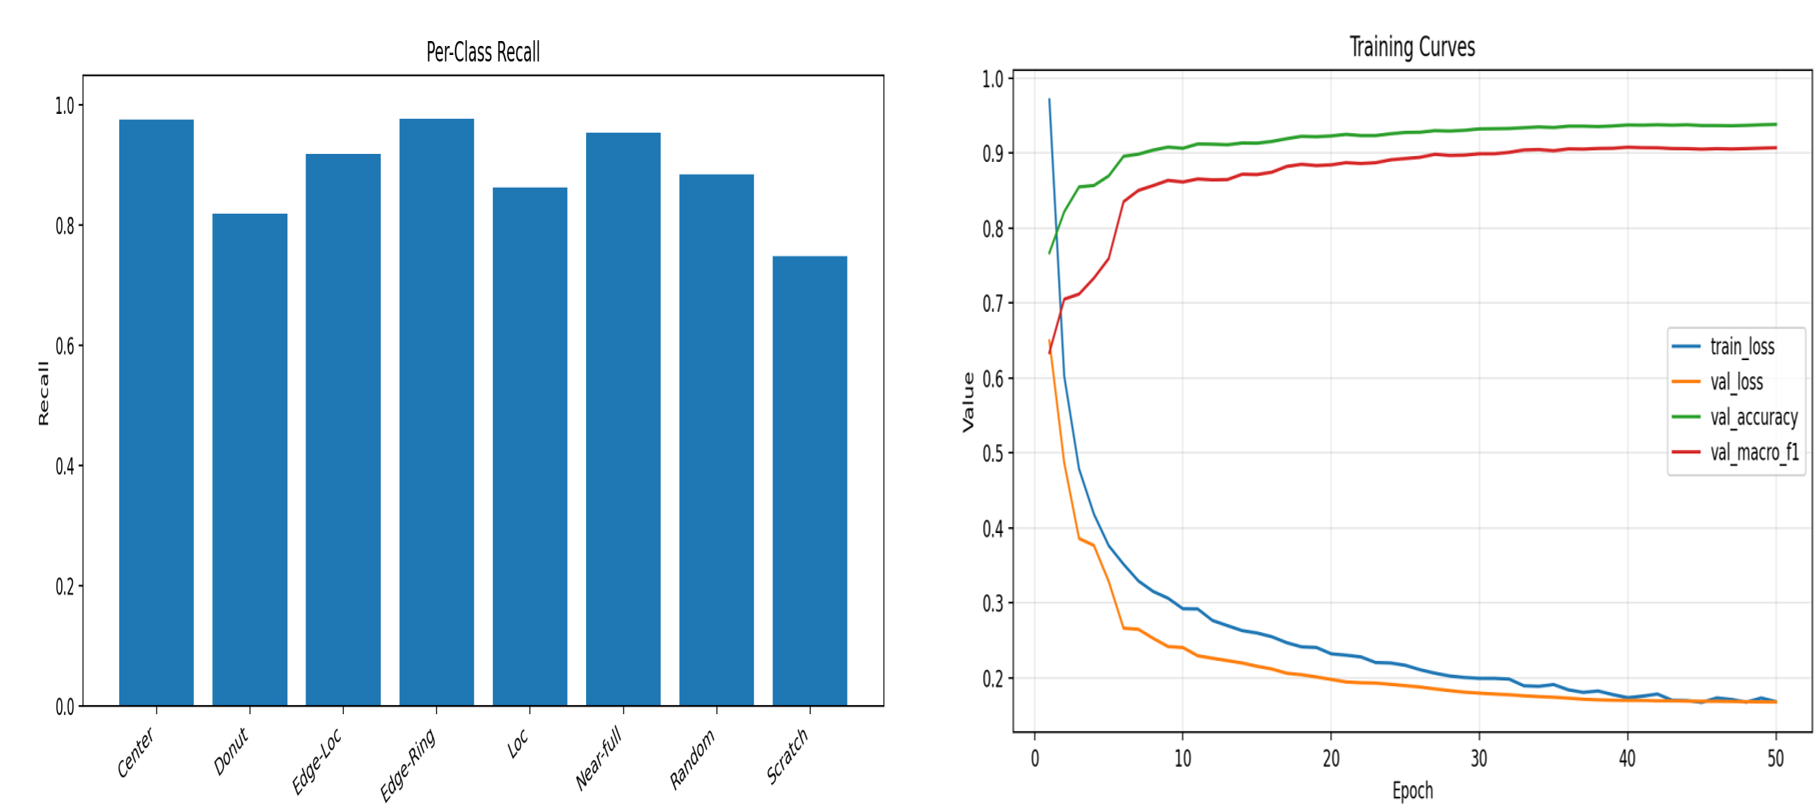 Per-Class Recall
1.0
0.8
0.6
0.4
0.2
0.0
Recall
Center
Donut
Edge-Loc
Edge-Ring
Loc
Near-full
Random
Scratch
Training Curves
1.0
0.9
0.8
0.7
0.6
0.5
0.4
0.3
0.2
Value
train_loss
val_loss
val_accuracy
val_macro_f1
0 10 20 30 40 50
Epoch